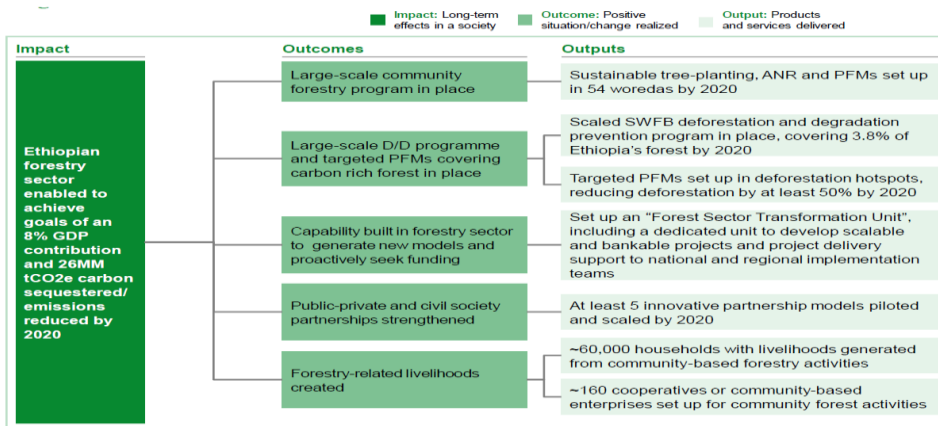 Impact: Long-term
effects in a society
Outcome: Positive
situation/change realized
Output: Products
and services delivered
Impact
Outcomes
Outputs
Ethiopian
forestry
sector
enabled to
achieve
goals of an
8% GDP
contribution
and 26MM
tCO2e carbon
sequestered/
emissions
reduced by
2020
Large-scale community
forestry program in place
Sustainable tree-planting, ANR and PFMs set up
in 54 woredas by 2020
Large-scale D/D programme
and targeted PFMs covering
carbon rich forest in place
Scaled SWFB deforestation and degradation
prevention program in place, covering 3.8% of
Ethiopia's forest by 2020
Targeted PFMs set up in deforestation hotspots,
reducing deforestation by at least 50% by 2020
Capability built in forestry sector
to generate new models and
proactively seek funding
Set up an "Forest Sector Transformation Unit",
including a dedicated unit to develop scalable
and bankable projects and project delivery
support to national and regional implementation
teams
Public-private and civil society
partnerships strengthened
At least 5 innovative partnership models piloted
and scaled by 2020
Forestry-related livelihoods
created
~60,000 households with livelihoods generated
from community-based forestry activities
~160 cooperatives or community-based
enterprises set up for community forest activities